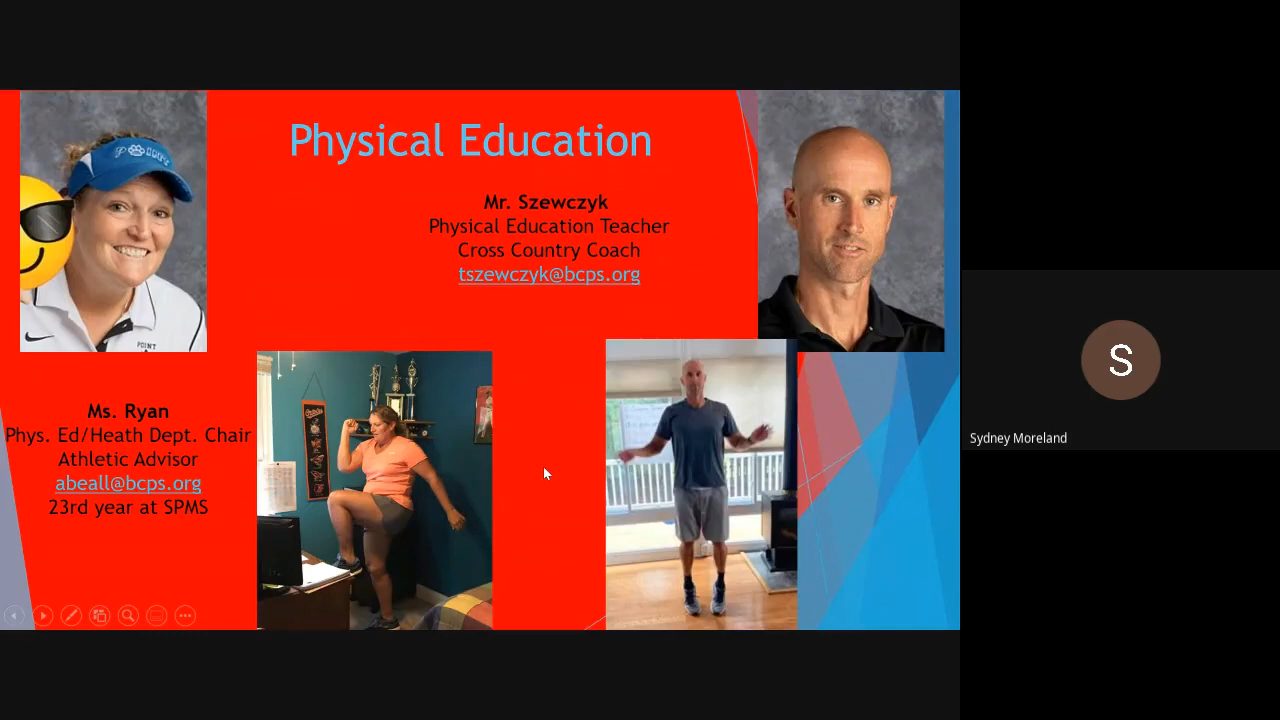 Physical Education
Mr. Szewczyk
Physical Education Teacher
Cross Country Coach
tszewczyk@bcps.org
POINT
Ms. Ryan
Phys. Ed/Heath Dept. Chair
Athletic Advisor
abeall@bcps.org
23rd year at SPMS
S
Sydney Moreland